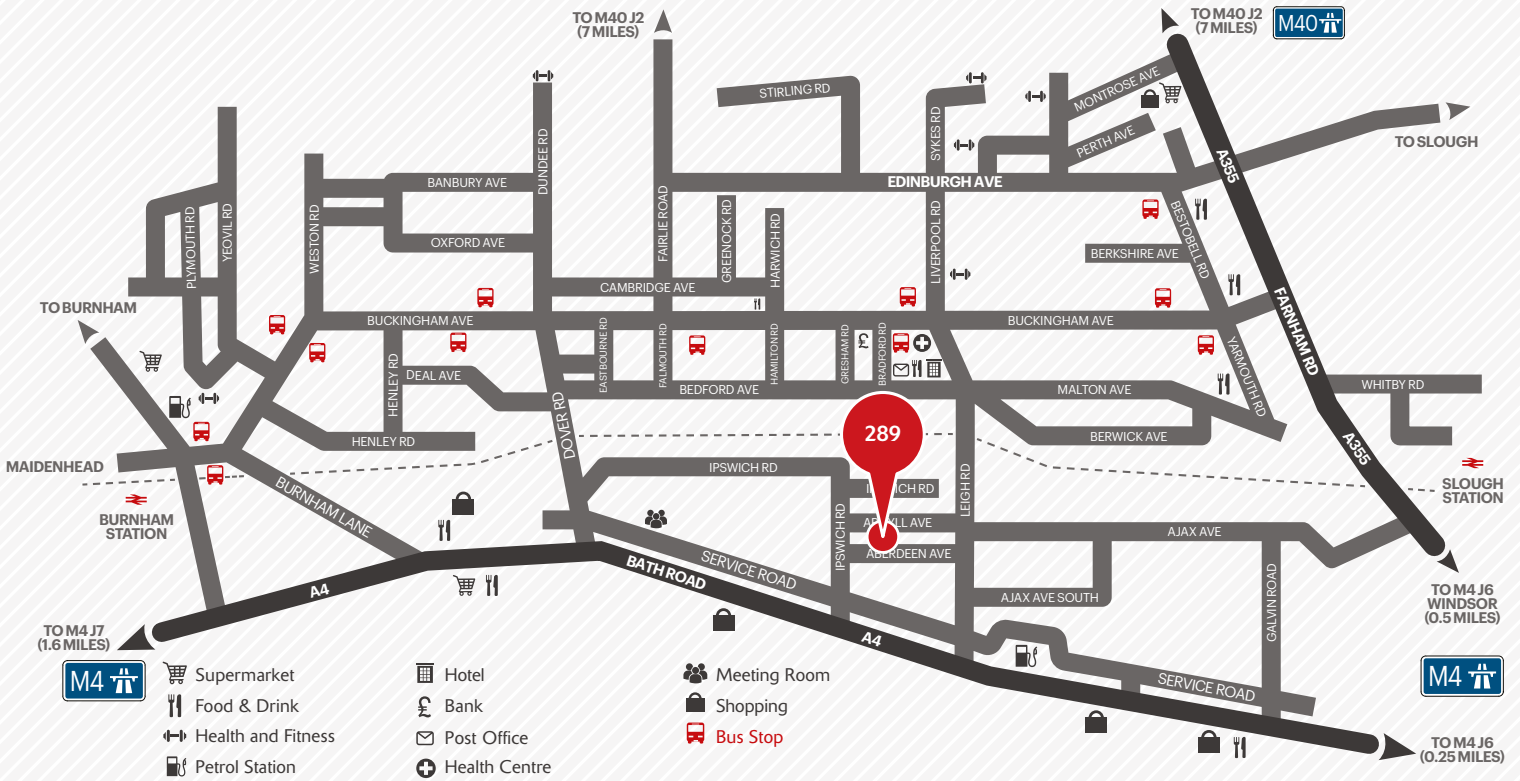 TO M40 J2
(7 MILES)
TO M40 J2
(7 MILES)
M40
STIRLING RD
MONTROSE AVE
PERTH AVE
SYKES RD
A355
TO SLOUGH
DUNDEE RD
BANBURY AVE
EDINBURGH AVE
PLYMOUTH RD
YEOVIL RD
WESTON RD
OXFORD AVE
FAIRLIE ROAD
GREENOCK RD
HARWICH RD
LIVERPOOL RD
BESTOBELL RD
BERKSHIRE AVE
CAMBRIDGE AVE
TO BURNHAM
BUCKINGHAM AVE
BUCKINGHAM AVE
FARNHAM RD
EASTBOURNE RD
FALMOUTH RD
HAMILTON RD
GRESHAM RD
£
BRADFORD RD
YARMOUTH RD
HENLEY RD
DEAL AVE
BEDFORD AVE
MALTON AVE
WHITBY RD
DOVER RD
289
HENLEY RD
BERWICK AVE
A355
MAIDENHEAD
IPSWICH RD
LEIGH RD
BURNHAM
STATION
BURNHAM LANE
SLOUGH
STATION
IPSWICH RD
AJAX AVE
ABERDEEN AVE
SERVICE ROAD
BATH ROAD
A4
AJAX AVE SOUTH
GALVIN ROAD
TO M4 J6
WINDSOR
(0.5 MILES)
TO M4 J7
(1.6 MILES)
A4
M4
M4
SERVICE ROAD
TO M4 J6
(0.25 MILES)
Supermarket
Food & Drink
Health and Fitness
Petrol Station
Hotel
£ Bank
Post Office
Health Centre
Meeting Room
Shopping
Bus Stop